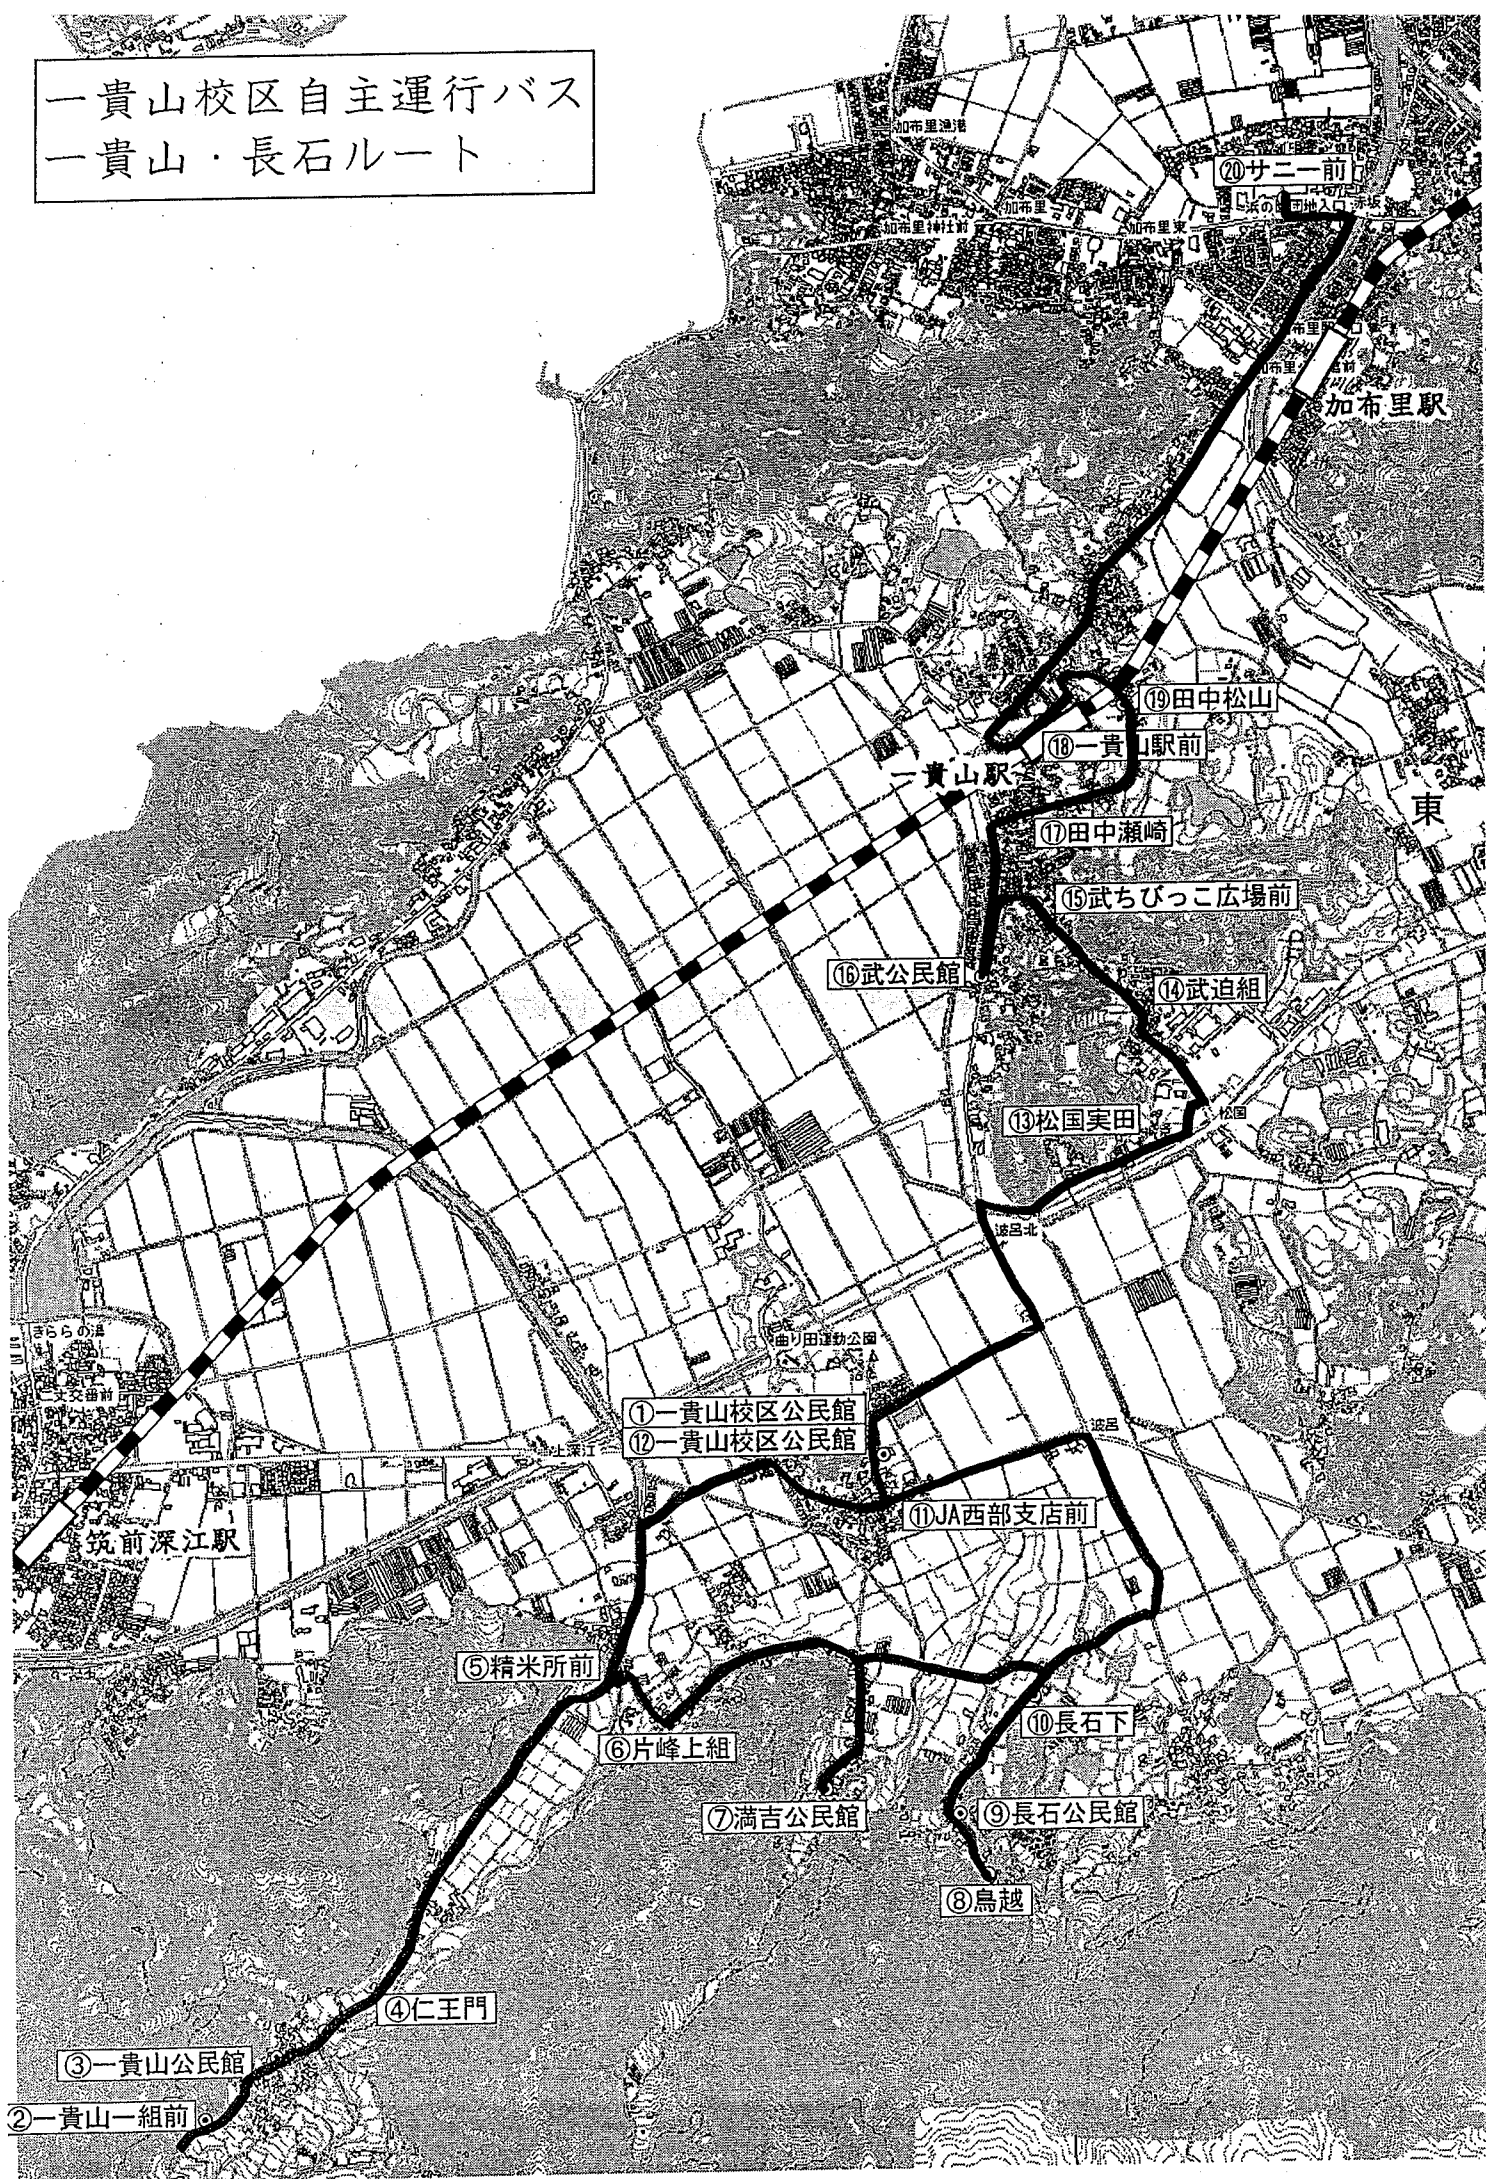 一貴山校区自主運行バス
一貴山・長石ルート
加布里漁港
⑳サニー前
赤坂
加布里
加布里神社前
加布里東
加布里駅
⑲田中松山
⑱一貴山駅前
一貴山駅
東
⑰田中瀬崎
⑮武ちびっこ広場前
⑯武公民館
⑭武迫組
⑬松国実田
松国
波呂北
きららの湯
曲り田運動公園
二丈交番前
①一貴山校区公民館
⑫一貴山校区公民館
上深江
波呂
⑪JA西部支店前
筑前深江駅
⑤精米所前
⑥片峰上組
⑩長石下
⑦満吉公民館
⑨長石公民館
⑧鳥越
④仁王門
③一貴山公民館
②一貴山一組前